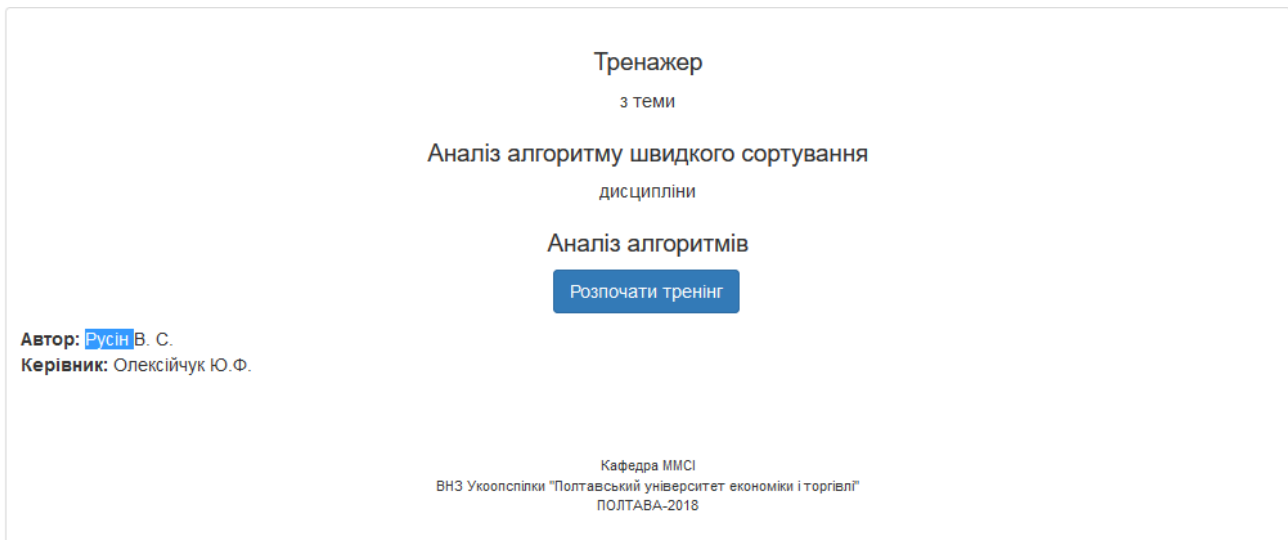 Тренажер
з теми
Аналіз алгоритму швидкого сортування
дисципліни
Аналіз алгоритмів
Розпочати тренінг
Автор: Русін В. С.
Керівник: Олексійчук Ю.Ф.
Кафедра ММСІ
ВНЗ Укоопспілки "Полтавський університет економіки і торгівлі"
ПОЛТАВА-2018